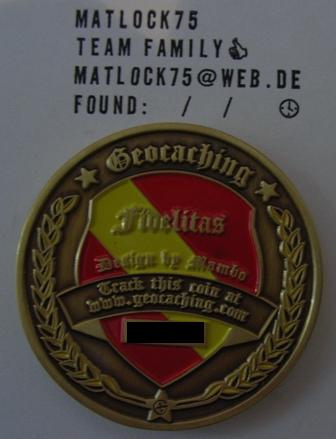 MATLOCK75
TEAM FAMILY
MATLOCK75@WEB.DE
FOUND: / /
Geocaching
Fidelitas
Design by Mambo
Track this coin at
www.geocaching.com